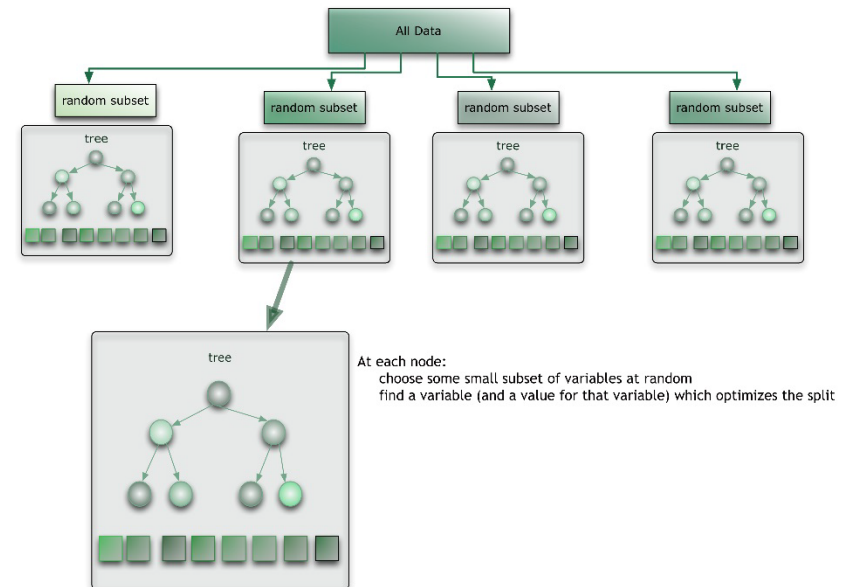 All Data
random subset
random subset
random subset
random subset
tree
tree
tree
tree
tree
At each node:
choose some small subset of variables at random
find a variable (and a value for that variable) which optimizes the split